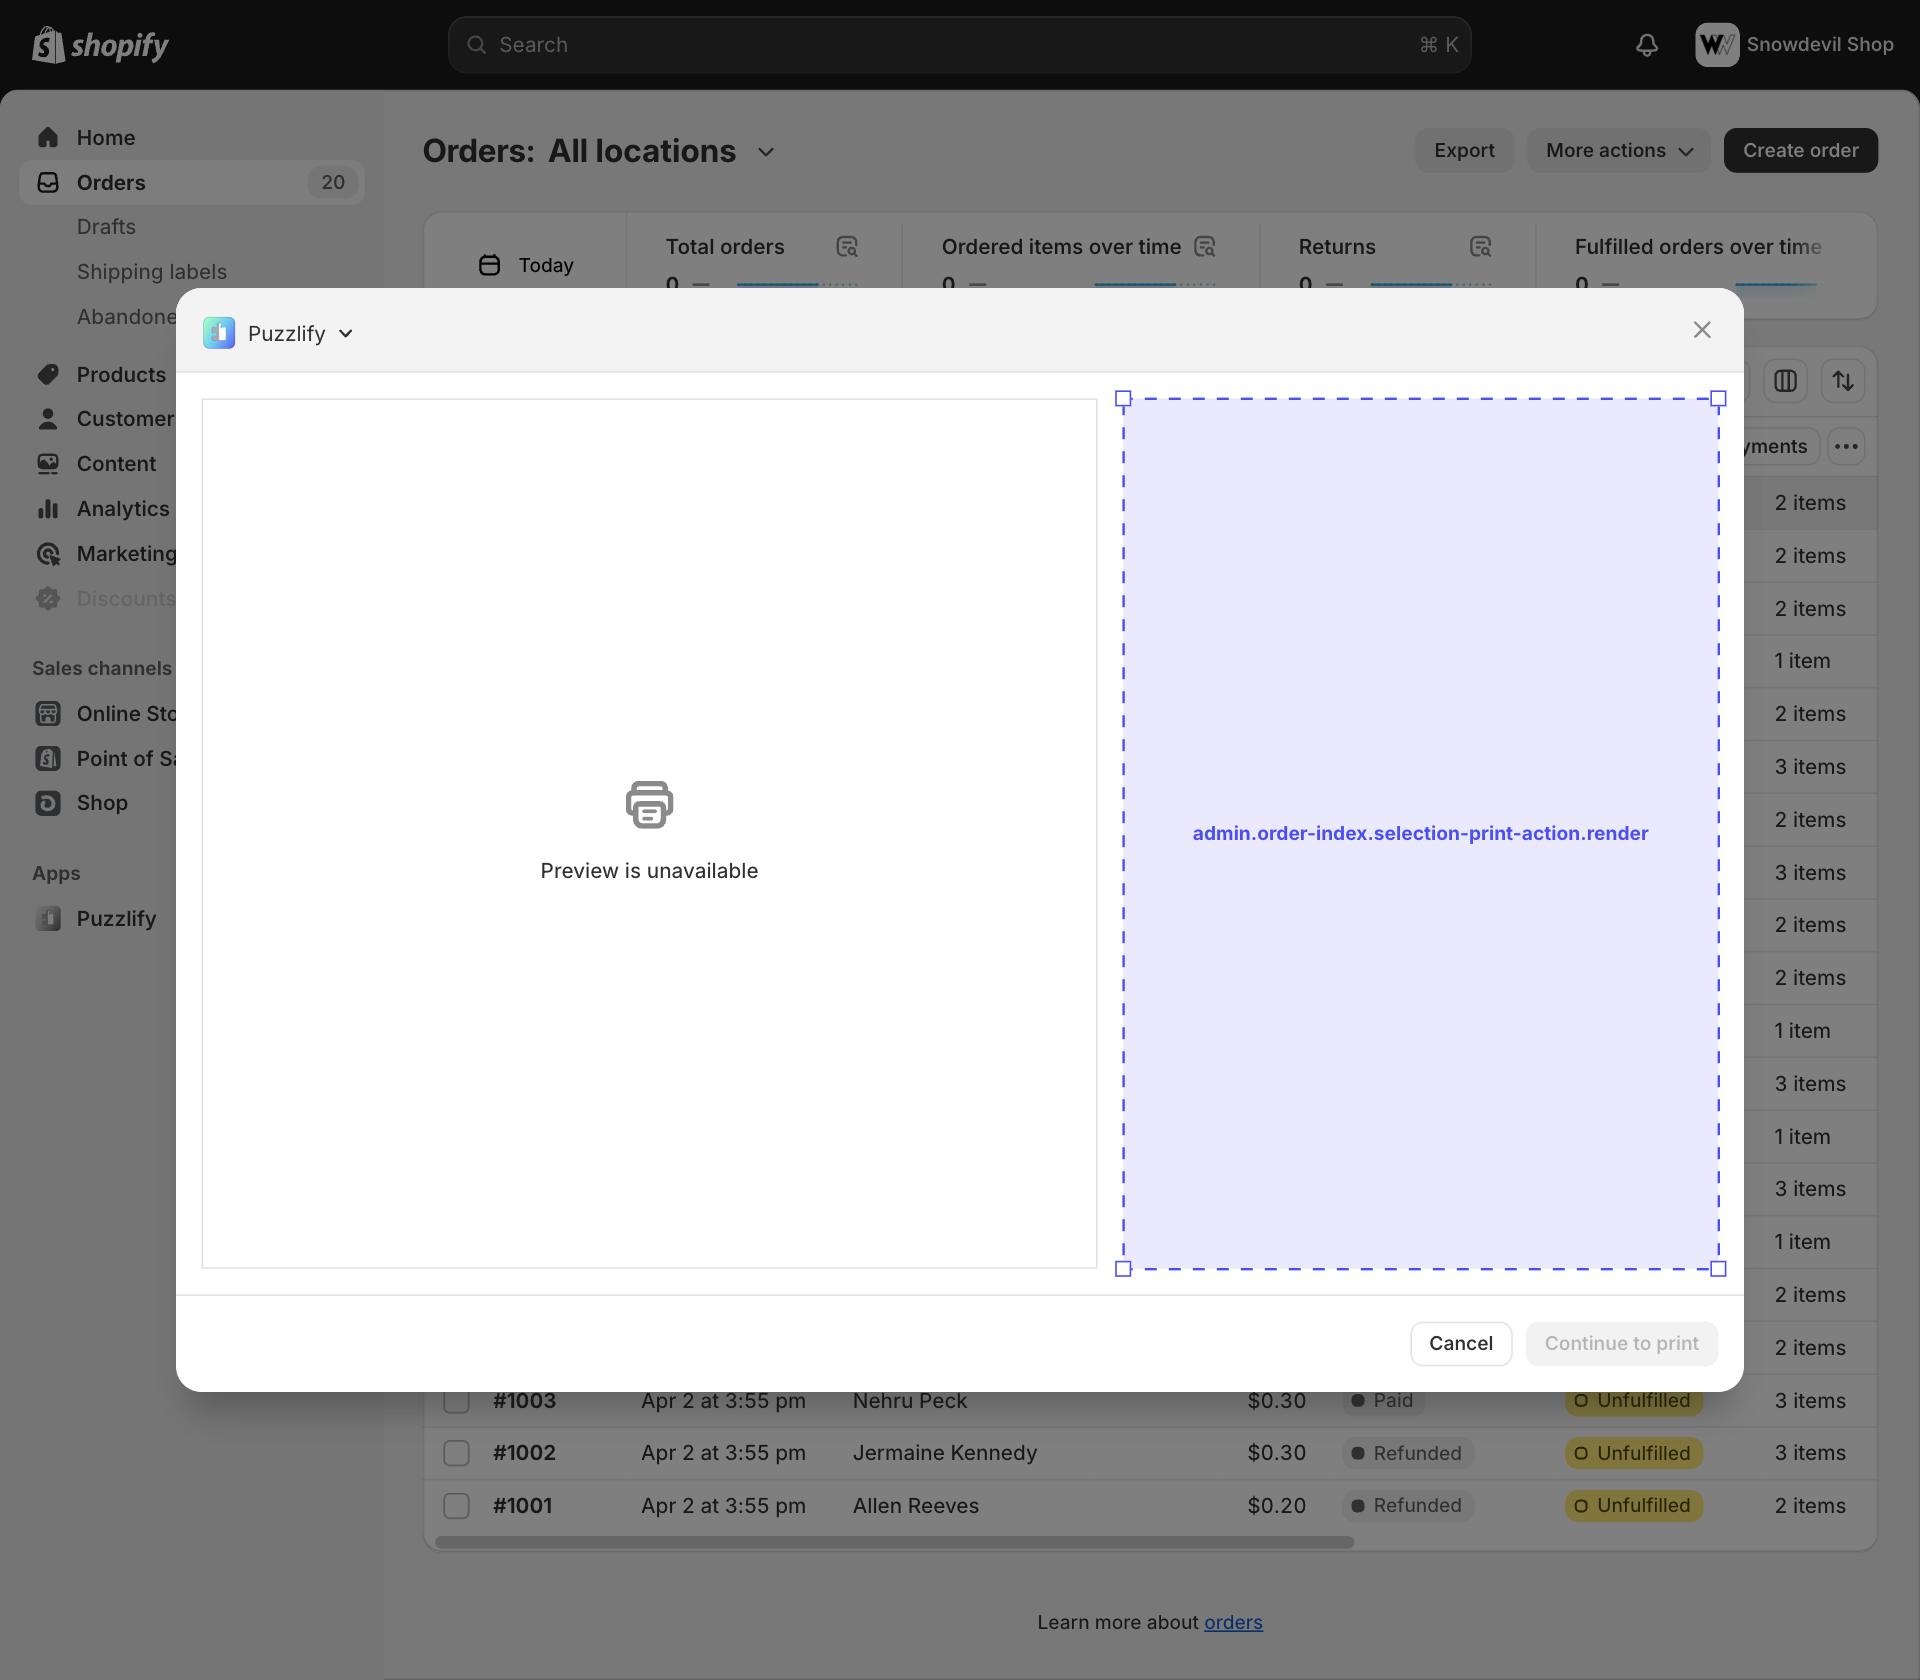 shopify
Search
⌘ K
Snowdevil Shop
Home
Orders
20
Drafts
Shipping labels
Abandone
Products
Customer
Content
Analytics
Marketing
Discounts
Sales channels
Online Sto
Point of Sa
Shop
Apps
Puzzlify
Orders: All locations
Export
More actions
Create order
Today
Total orders
0 —
Ordered items over time
0 —
Returns
0 —
Fulfilled orders over time
0 —
Puzzlify
Preview is unavailable
admin.order-index.selection-print-action.render
Cancel
Continue to print
yments
2 items
2 items
2 items
1 item
2 items
3 items
2 items
3 items
2 items
2 items
1 item
3 items
1 item
3 items
1 item
2 items
2 items
#1003 Apr 2 at 3:55 pm Nehru Peck $0.30 Paid Unfulfilled 3 items
#1002 Apr 2 at 3:55 pm Jermaine Kennedy $0.30 Refunded Unfulfilled 3 items
#1001 Apr 2 at 3:55 pm Allen Reeves $0.20 Refunded Unfulfilled 2 items
Learn more about orders